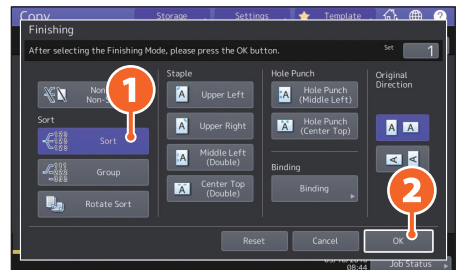 Copy Storage Settings Template
Finishing
After selecting the Finishing Mode, please press the OK button.
Set 1
Staple
Hole Punch
Original
Direction
Non-
1
Upper Left
Hole Punch
(Middle Left)
Sort
Sort
Upper Right
Hole Punch
(Center Top)
Group
Middle Left
(Double)
Binding
Rotate Sort
Center Top
(Double)
Binding
2
Reset
Cancel
OK
08:44
Job Status